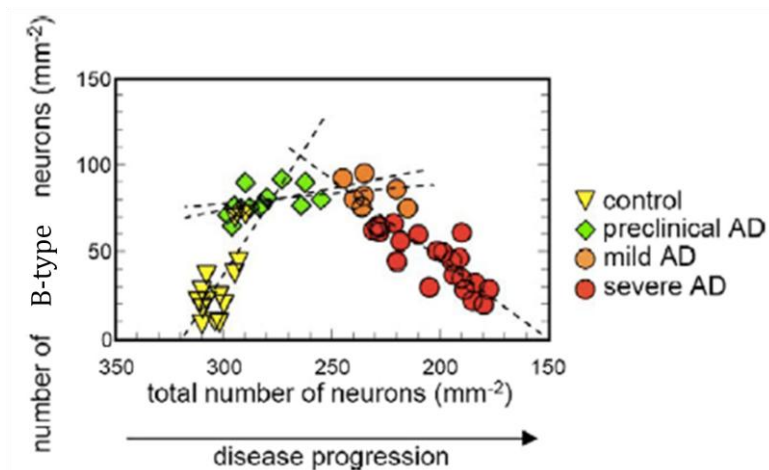 number of B-type neurons (mm-2)
150
100
50
0
350
300
250
200
150
total number of neurons (mm-2)
disease progression
control
preclinical AD
mild AD
severe AD